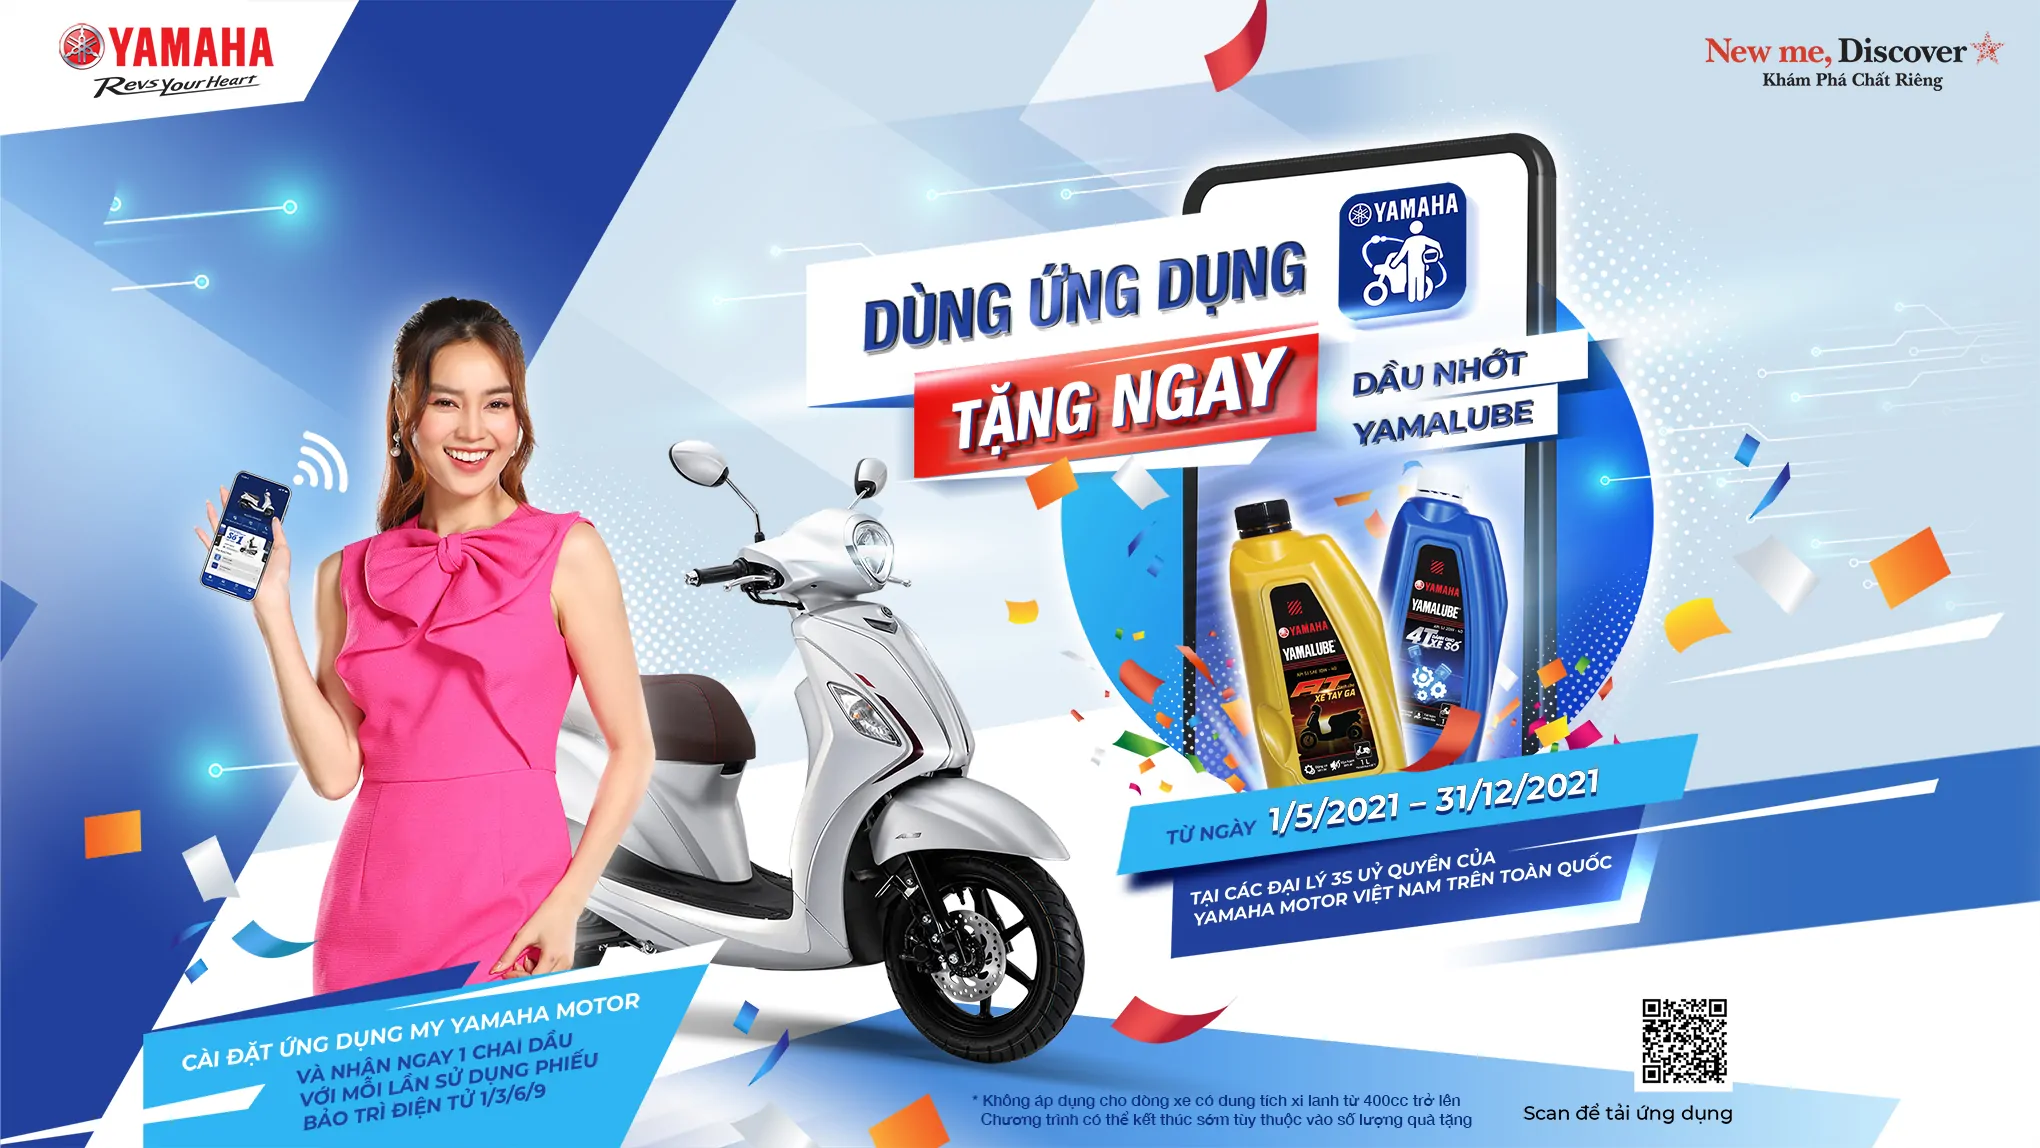 YAMAHA
Revs Your Heart
New me, Discover
Khám Phá Chất Riêng
YAMAHA
DÙNG ỨNG DỤNG
TẶNG NGAY
DẦU NHỚT
YAMALUBE
YAMAHA
YAMALUBE
4T DÀNH CHO
XE SỐ
YAMAHA
YAMALUBE
AT
XE TAY GA
1 L
TỪ NGÀY 1/5/2021 – 31/12/2021
TẠI CÁC ĐẠI LÝ 3S UỶ QUYỀN CỦA
YAMAHA MOTOR VIỆT NAM TRÊN TOÀN QUỐC
CÀI ĐẶT ỨNG DỤNG MY YAMAHA MOTOR
VÀ NHẬN NGAY 1 CHAI DẦU
VỚI MỖI LẦN SỬ DỤNG PHIẾU
BẢO TRÌ ĐIỆN TỬ 1/3/6/9
* Không áp dụng cho dòng xe có dung tích xi lanh từ 400cc trở lên
Chương trình có thể kết thúc sớm tùy thuộc vào số lượng quà tặng
Scan để tải ứng dụng